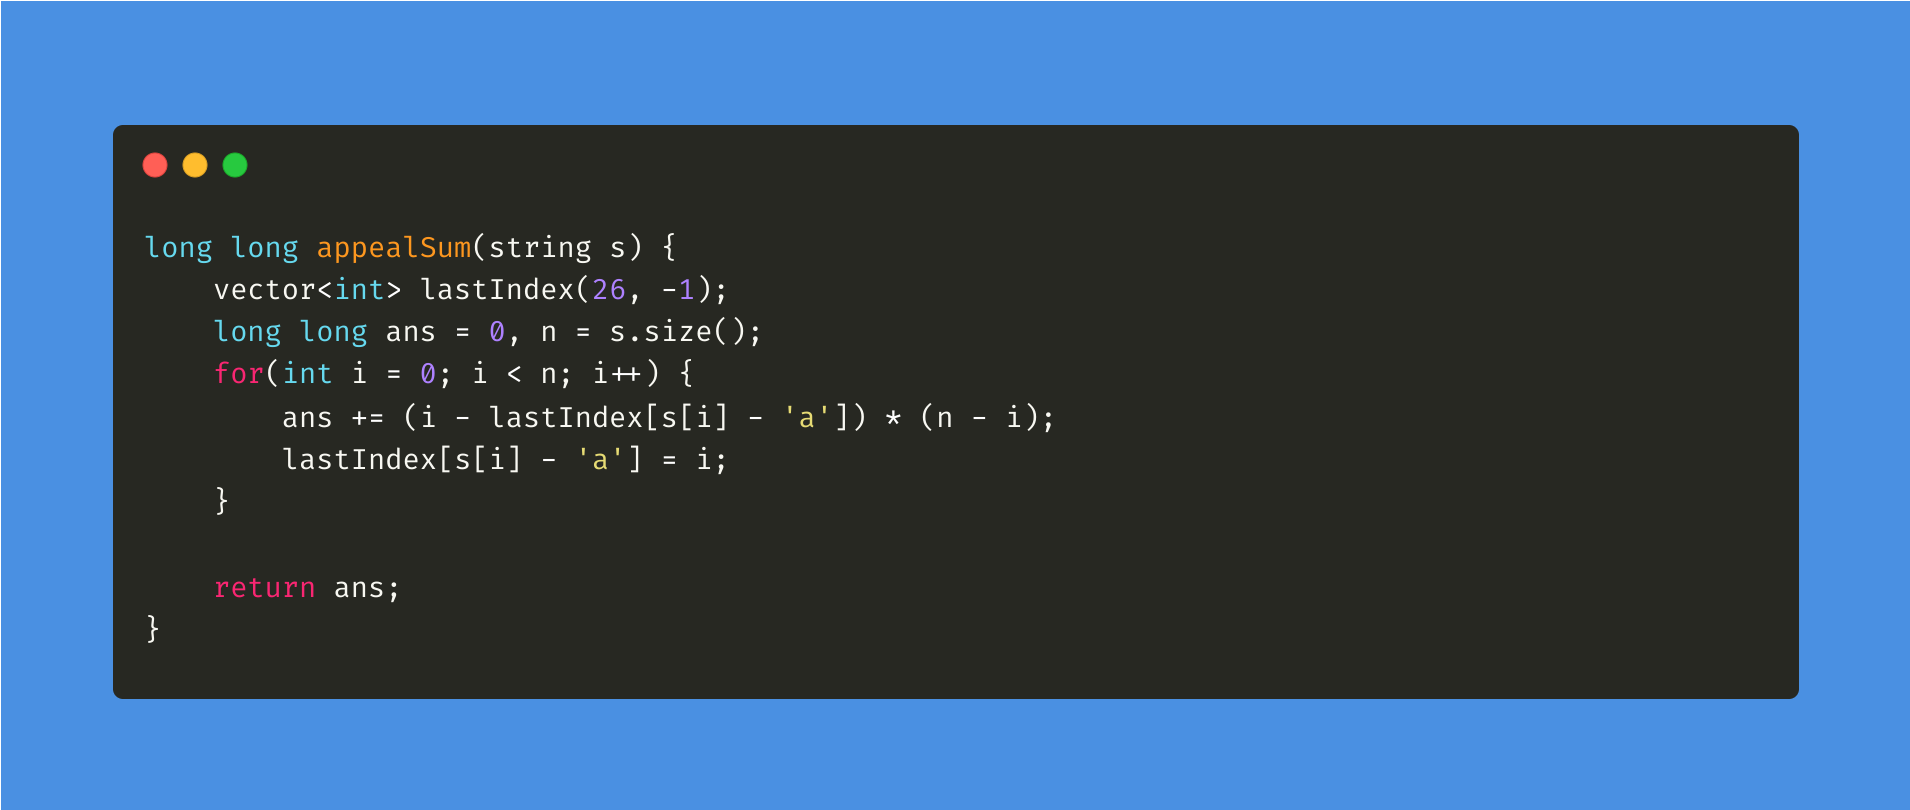 long long appealSum(string s) {
    vector<int> lastIndex(26, -1);
    long long ans = 0, n = s.size();
    for(int i = 0; i < n; i++) {
        ans += (i - lastIndex[s[i] - 'a']) * (n - i);
        lastIndex[s[i] - 'a'] = i;
    }

    return ans;
}